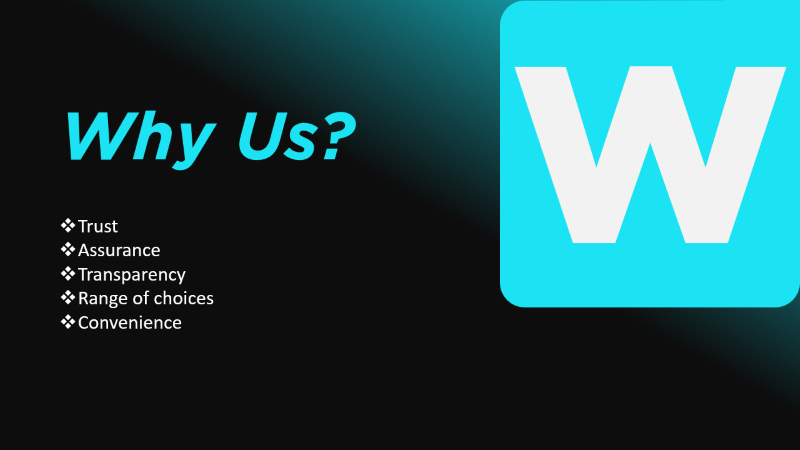 Why Us?
W
❖Trust
❖Assurance
❖Transparency
❖Range of choices
❖Convenience